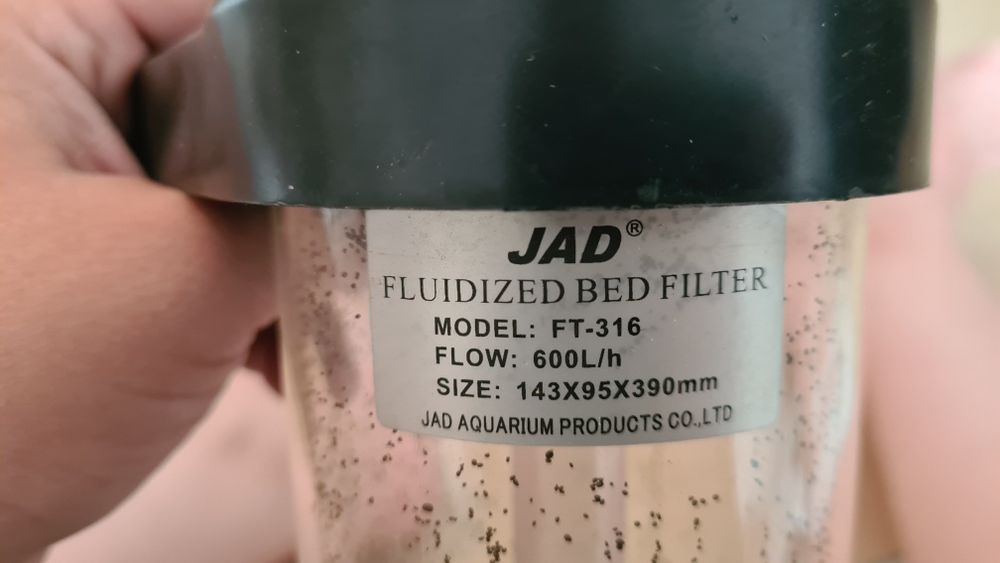 JAD®
FLUIDIZED BED FILTER
MODEL: FT-316
FLOW: 600L/h
SIZE: 143X95X390mm
JAD AQUARIUM PRODUCTS CO.,LTD